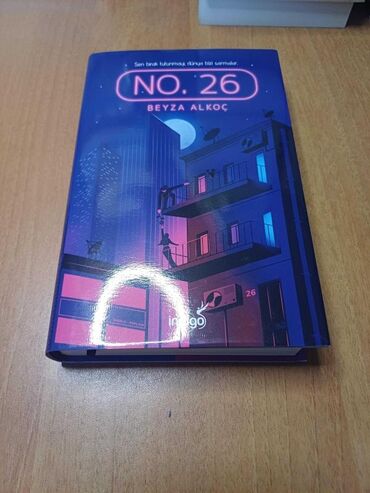 Sen bırak tutunmayı, dünya bizi sarmalar.
NO. 26
BEYZA ALKOÇ
26
indigo